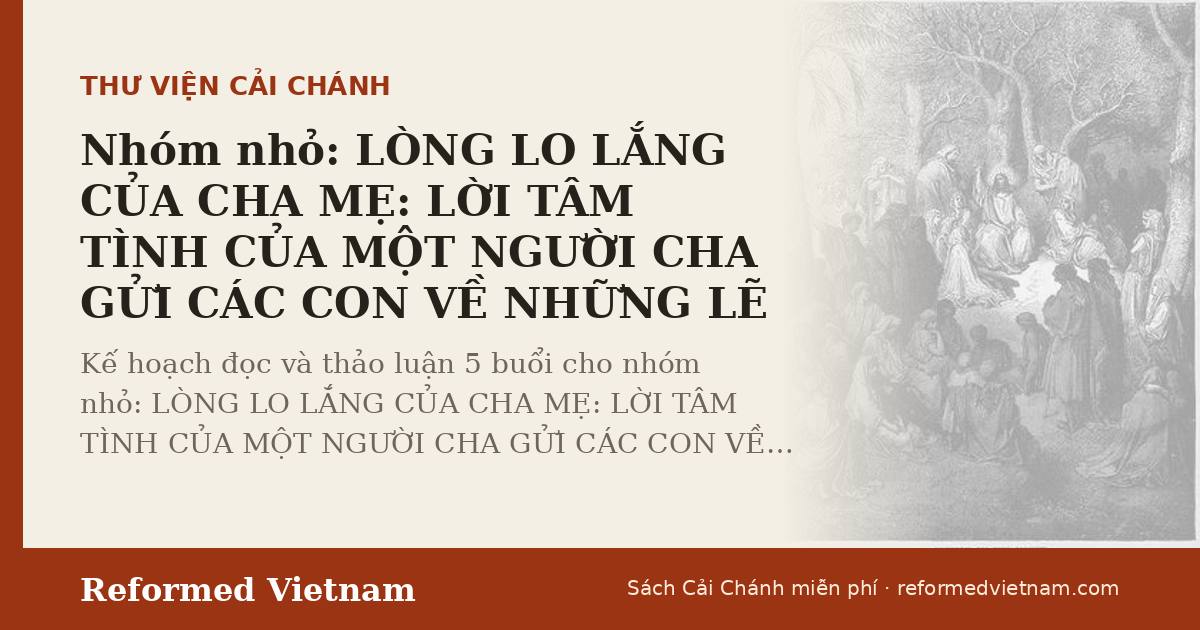 THƯ VIỆN CẢI CHÁNH
Nhóm nhỏ: LÒNG LO LẮNG
CỦA CHA MẸ: LỜI TÂM
TÌNH CỦA MỘT NGƯỜI CHA
GỬI CÁC CON VỀ NHỮNG LẼ
Kế hoạch đọc và thảo luận 5 buổi cho nhóm
nhỏ: LÒNG LO LẮNG CỦA CHA MẸ: LỜI TÂM
TÌNH CỦA MỘT NGƯỜI CHA GỬI CÁC CON VỀ...
Reformed Vietnam
Sách Cải Chánh miễn phí · reformedvietnam.com